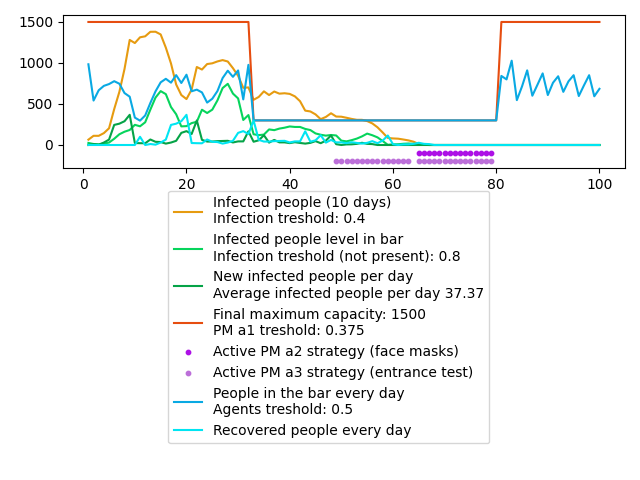 1500
1000
500
0
0
20
40
60
80
100
Infected people (10 days)
Infection treshold: 0.4
Infected people level in bar
Infection treshold (not present): 0.8
New infected people per day
Average infected people per day 37.37
Final maximum capacity: 1500
PM a1 treshold: 0.375
Active PM a2 strategy (face masks)
Active PM a3 strategy (entrance test)
People in the bar every day
Agents treshold: 0.5
Recovered people every day